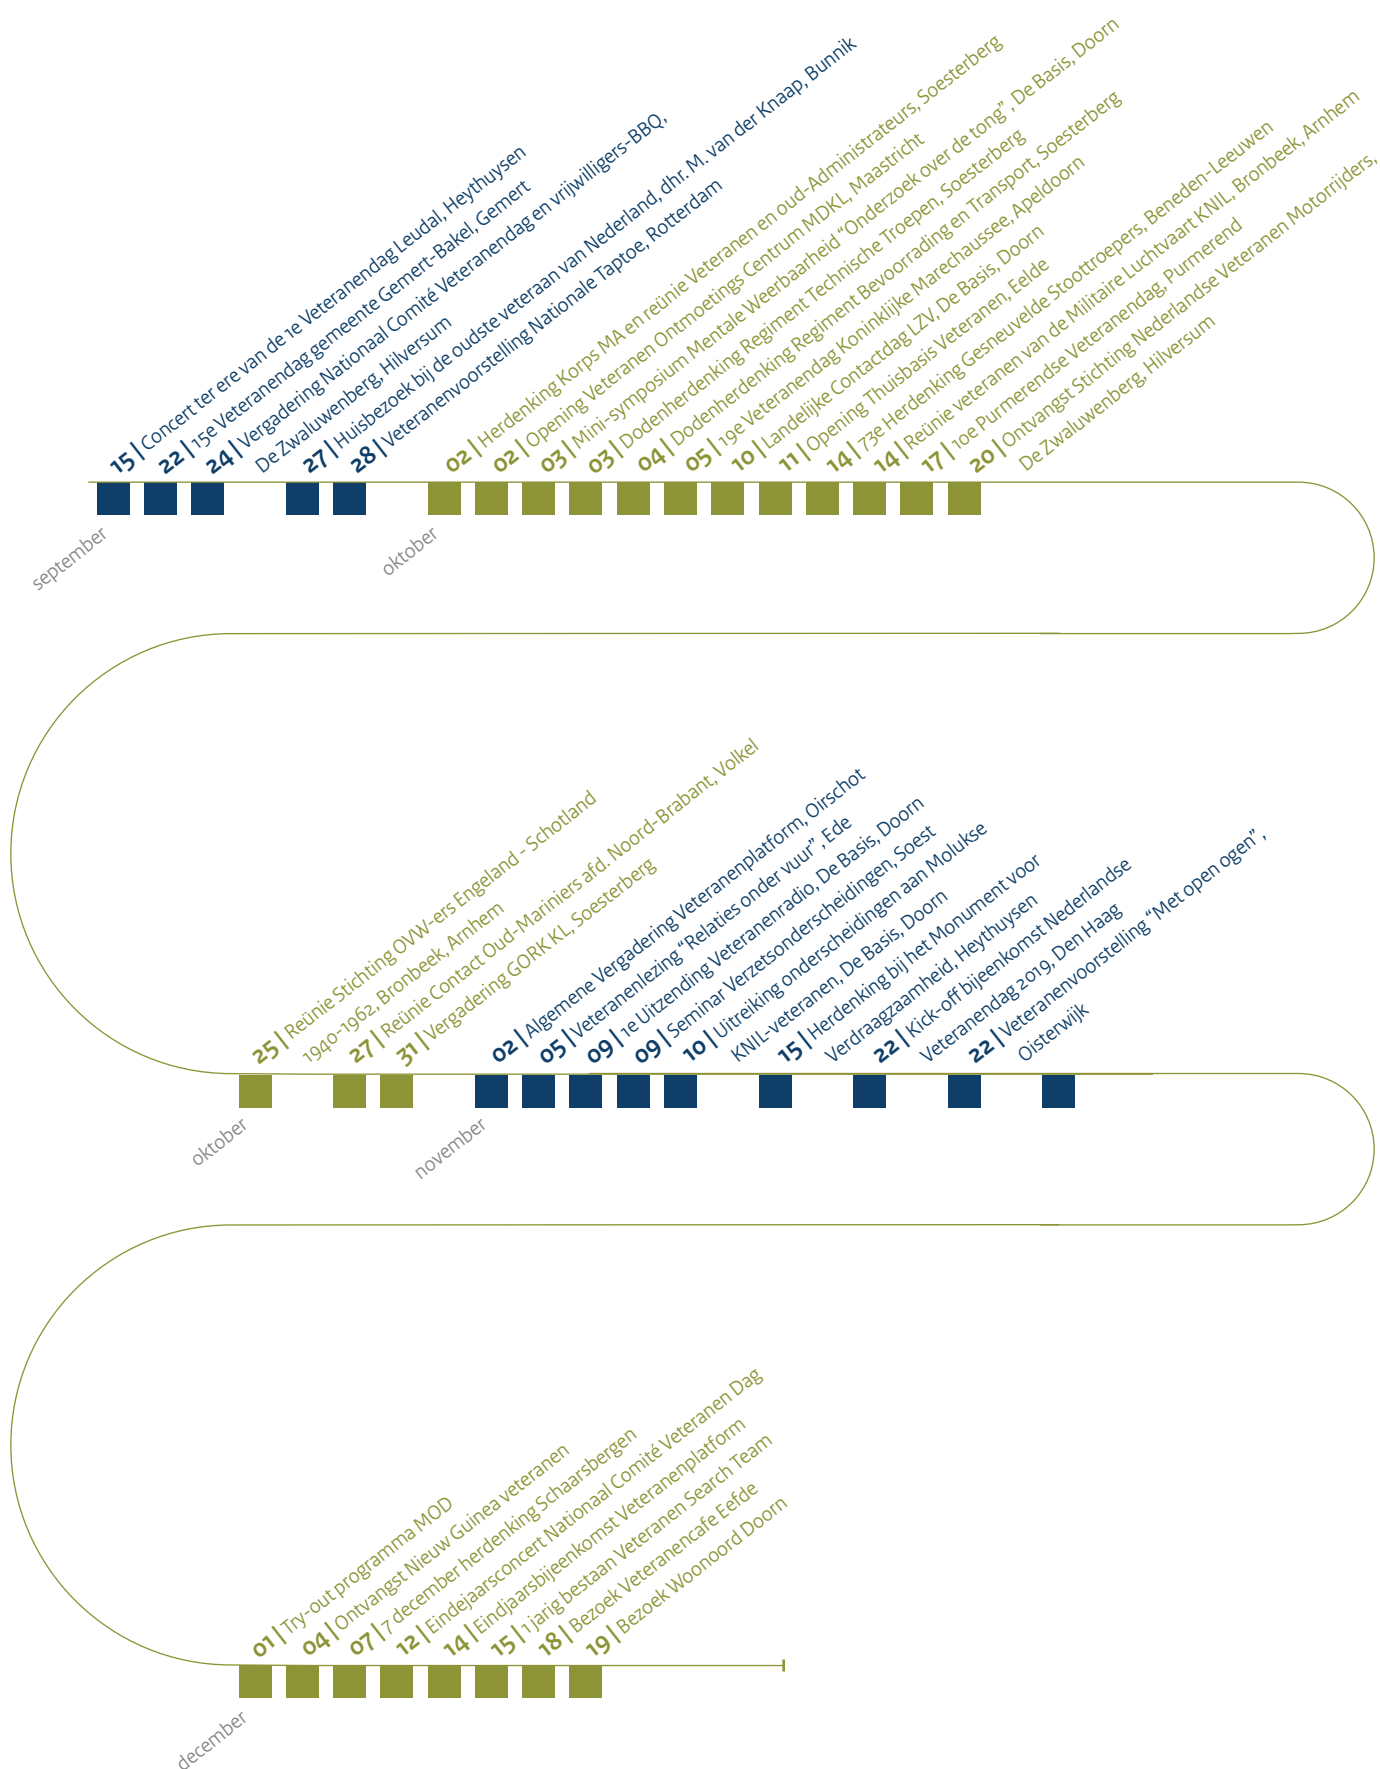 15 | Concert ter ere van de 1e Veteranendag Leudal, Heythuysen
22 | 15e Veteranendag gemeente Gemert-Bakel, Gemert
24 | Vergadering Nationaal Comité Veteranendag en vrijwilligers-BBQ,
De Zwaluwenberg, Hilversum
27 | Huisbezoek bij de oudste veteraan van Nederland, dhr. M. van der Knaap, Bunnik
28 | Veteranenvoorstelling Nationale Taptoe, Rotterdam
02 | Herdenking Korps MA en reünie Veteranen en oud-Administrateurs, Soesterberg
02 | Opening Veteranen Ontmoetings Centrum MDKL, Maastricht
03 | Mini-symposium Mentale Weerbaarheid “Onderzoek over de tong”, De Basis, Doorn
03 | Dodenherdenking Regiment Technische Troepen, Soesterberg
04 | Dodenherdenking Regiment Bevoorrading en Transport, Soesterberg
05 | 19e Veteranendag Koninklijke Marechaussee, Apeldoorn
10 | Landelijke Contactdag LZV, De Basis, Doorn
11 | Opening Thuisbasis Veteranen, Eelde
14 | 73e Herdenking Gesneuvelde Stoottroepers, Beneden-Leeuwen
14 | Reünie veteranen van de Militaire Luchtvaart KNIL, Bronbeek, Arnhem
17 | 10e Purmerendse Veteranendag, Purmerend
20 | Ontvangst Stichting Nederlandse Veteranen Motorrijders,
De Zwaluwenberg, Hilversum
september
oktober
25 | Reünie Stichting OVW-ers Engeland - Schotland
1940-1962, Bronbeek, Arnhem
27 | Reünie Contact Oud-Mariniers afd. Noord-Brabant, Volkel
31 | Vergadering GORK KL, Soesterberg
02 | Algemene Vergadering Veteranenplatform, Oirschot
05 | Veteranenlezing “Relaties onder vuur”, Ede
09 | 1e Uitzending Veteranenradio, De Basis, Doorn
09 | Seminar Verzetsonderscheidingen, Soest
10 | Uitreiking onderscheidingen aan Molukse
KNIL-veteranen, De Basis, Doorn
15 | Herdenking bij het Monument voor
Verdraagzaamheid, Heythuysen
22 | Kick-off bijeenkomst Nederlandse
Veteranendag 2019, Den Haag
22 | Veteranenvoorstelling “Met open ogen”,
Oisterwijk
oktober
november
01 | Try-out programma MOD
04 | Ontvangst Nieuw Guinea veteranen
07 | 7 december herdenking Schaarsbergen
12 | Eindejaarsconcert Nationaal Comité Veteranen Dag
14 | Eindjaarsbijeenkomst Veteranenplatform
15 | 1 jarig bestaan Veteranen Search Team
18 | Bezoek Veteranencafe Eefde
19 | Bezoek Woonoord Doorn
december